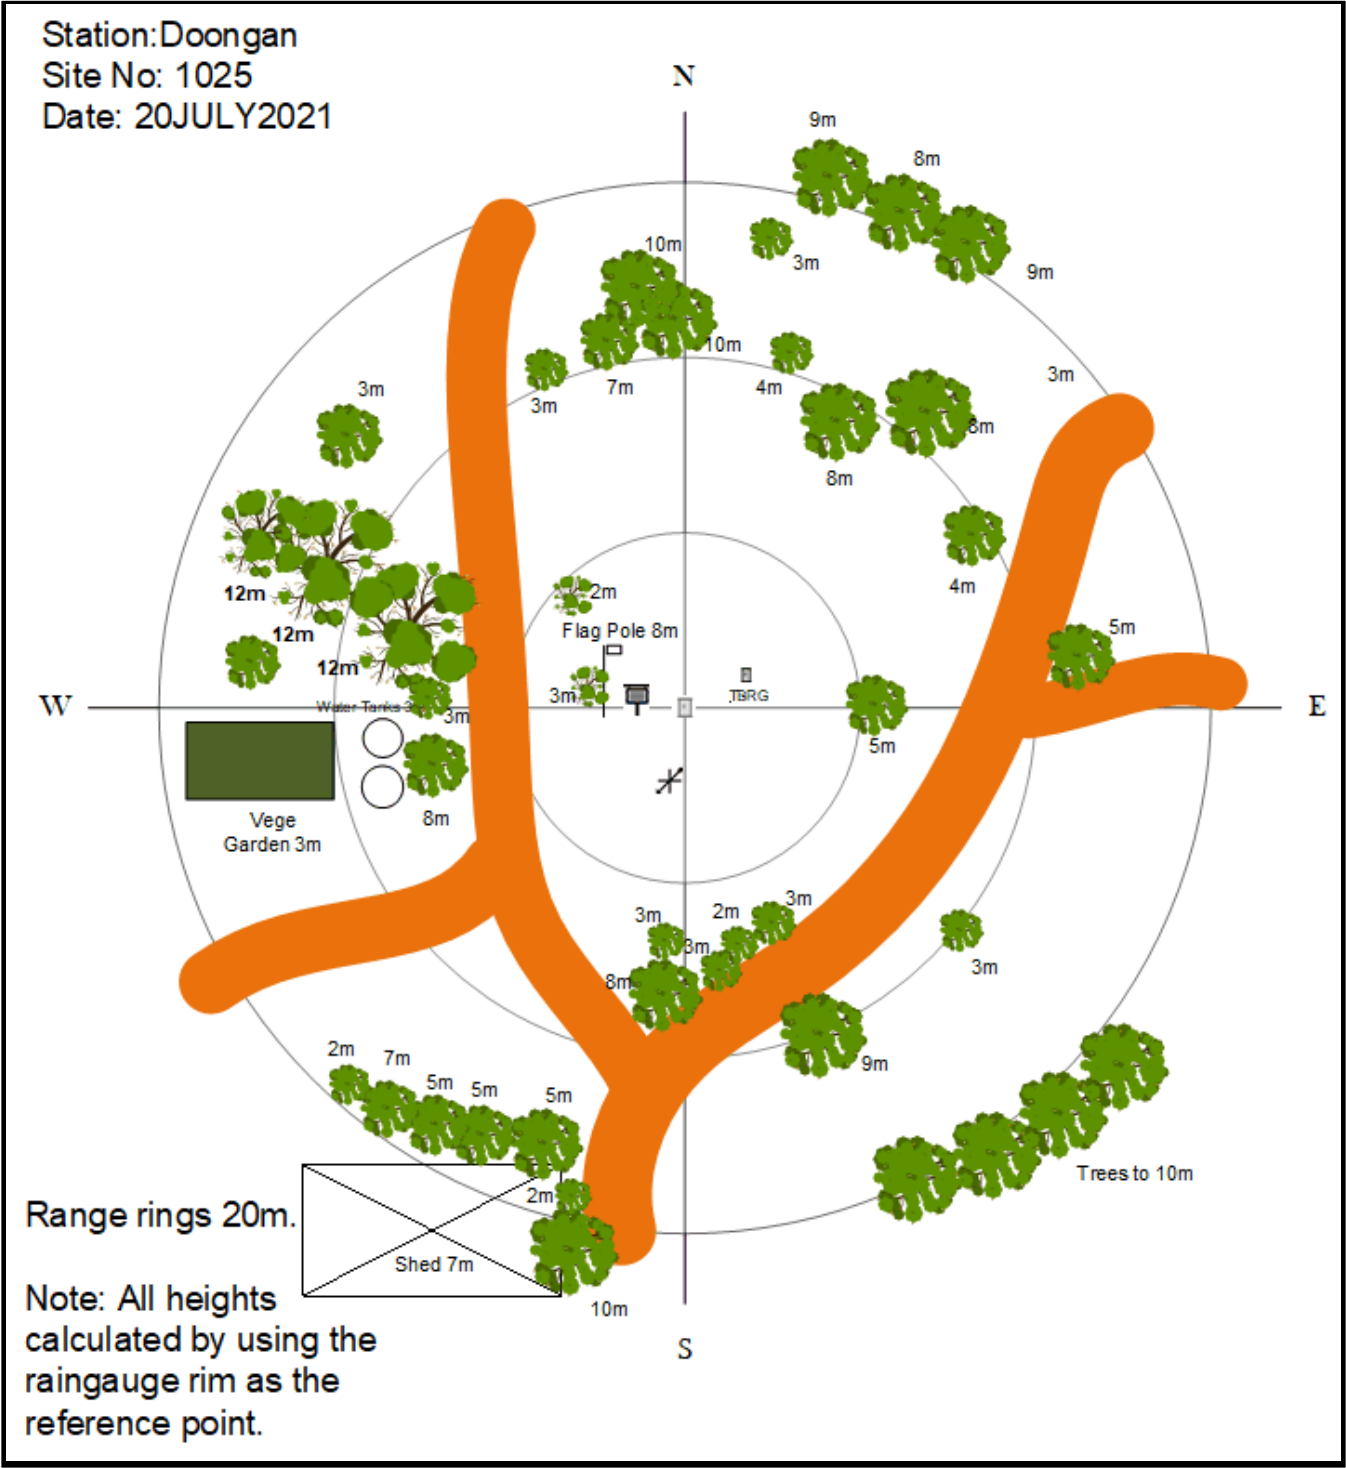 Station:Doongan
Site No: 1025
Date: 20JULY2021
N
9m
8m
10m
3m
9m
10m
3m
3m
4m
7m
3m
8m
8m
4m
12m
2m
Flag Pole 8m
5m
12m
12m
3m
TBRG
W
Water Tanks 3
3m
E
5m
8m
Vege
Garden 3m
3m
2m
3m
3m
3m
8m
2m
7m
9m
5m
5m
5m
Trees to 10m
2m
Range rings 20m.
Shed 7m
Note: All heights
10m
calculated by using the
S
raingauge rim as the
reference point.